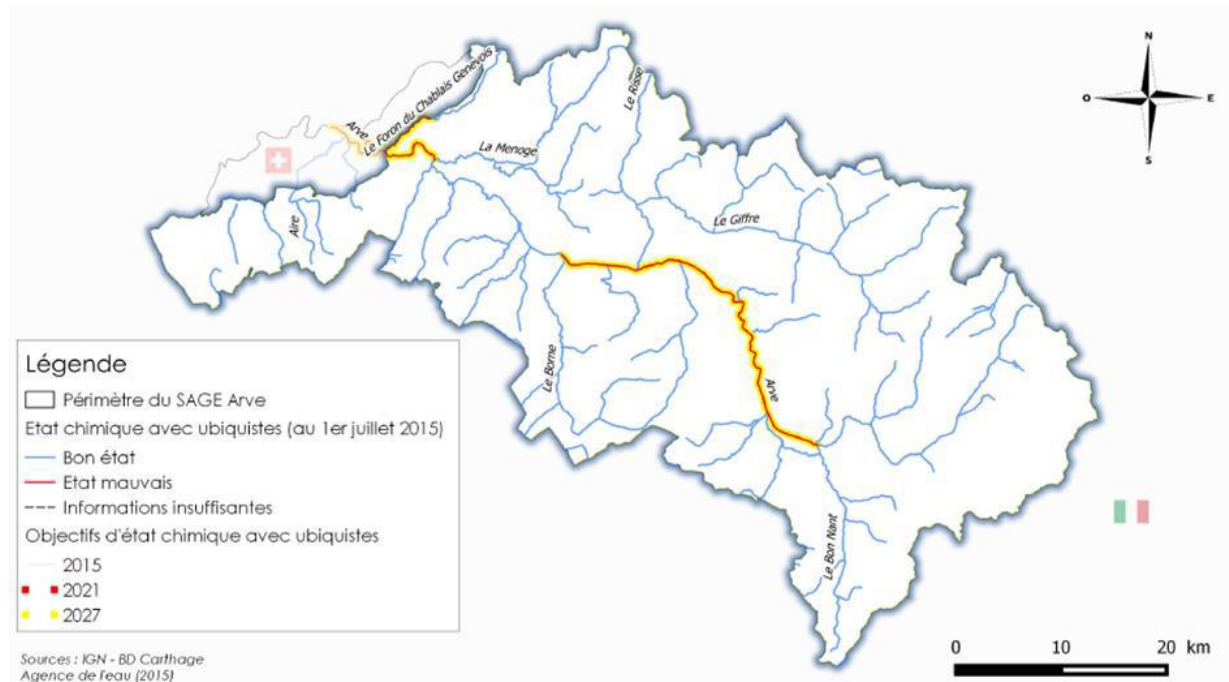 N
O
E
S
Le Foron du Chablais Genevois
Arve
Le Risse
La Menoge
Le Giffre
Aire
Le Borne
Arve
Le Bon Nant
Légende
Périmètre du SAGE Arve
Etat chimique avec ubiquistes (au 1er juillet 2015)
Bon état
Etat mauvais
Informations insuffisantes
Objectifs d'état chimique avec ubiquistes
2015
2021
2027
Sources : IGN - BD Carthage
Agence de l'eau (2015)
0 10 20 km